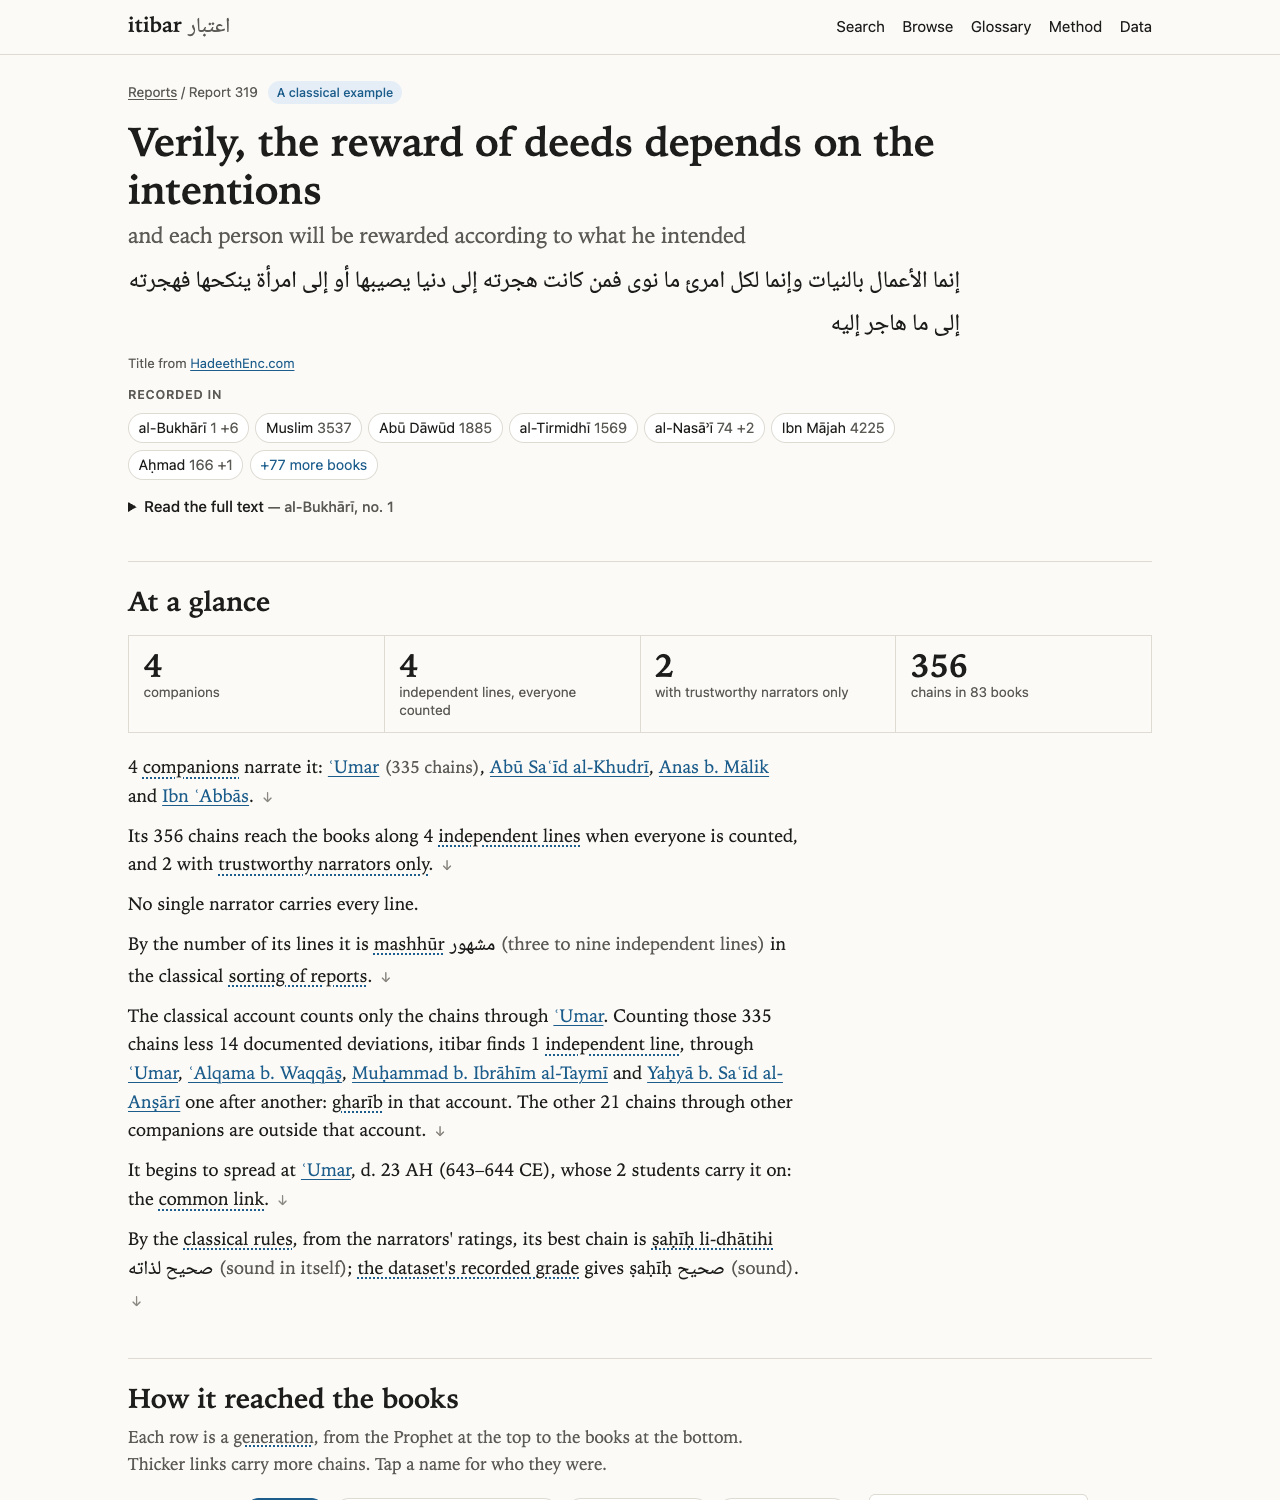 itibar اعتبار
Search Browse Glossary Method Data
Reports / Report 319 A classical example
Verily, the reward of deeds depends on the
intentions
and each person will be rewarded according to what he intended
إنما الأعمال بالنيات وإنما لكل امرئ ما نوى فمن كانت هجرته إلى دنيا يصيبها أو إلى امرأة ينكحها فهجرته
إلى ما هاجر إليه
Title from HadeethEnc.com
RECORDED IN
al-Bukhārī 1 +6 Muslim 3537 Abū Dāwūd 1885 al-Tirmidhī 1569 al-Nasāʾī 74 +2 Ibn Mājah 4225
Aḥmad 166 +1 +77 more books
▶ Read the full text — al-Bukhārī, no. 1
At a glance
4 4 2 356
companions independent lines, everyone with trustworthy narrators only chains in 83 books
counted
4 companions narrate it: ʿUmar (335 chains), Abū Saʿīd al-Khudrī, Anas b. Mālik
and Ibn ʿAbbās. ↓
Its 356 chains reach the books along 4 independent lines when everyone is counted,
and 2 with trustworthy narrators only. ↓
No single narrator carries every line.
By the number of its lines it is mashhūr مشهور (three to nine independent lines) in
the classical sorting of reports. ↓
The classical account counts only the chains through ʿUmar. Counting those 335
chains less 14 documented deviations, itibar finds 1 independent line, through
ʿUmar, ʿAlqama b. Waqqāṣ, Muḥammad b. Ibrāhīm al-Taymī and Yaḥyā b. Saʿīd al-
Anṣārī one after another: gharīb in that account. The other 21 chains through other
companions are outside that account. ↓
It begins to spread at ʿUmar, d. 23 AH (643–644 CE), whose 2 students carry it on:
the common link. ↓
By the classical rules, from the narrators' ratings, its best chain is ṣaḥīḥ li-dhātihi
صحيح لذاته (sound in itself); the dataset's recorded grade gives ṣaḥīḥ صحيح (sound).
↓
How it reached the books
Each row is a generation, from the Prophet at the top to the books at the bottom.
Thicker links carry more chains. Tap a name for who they were.